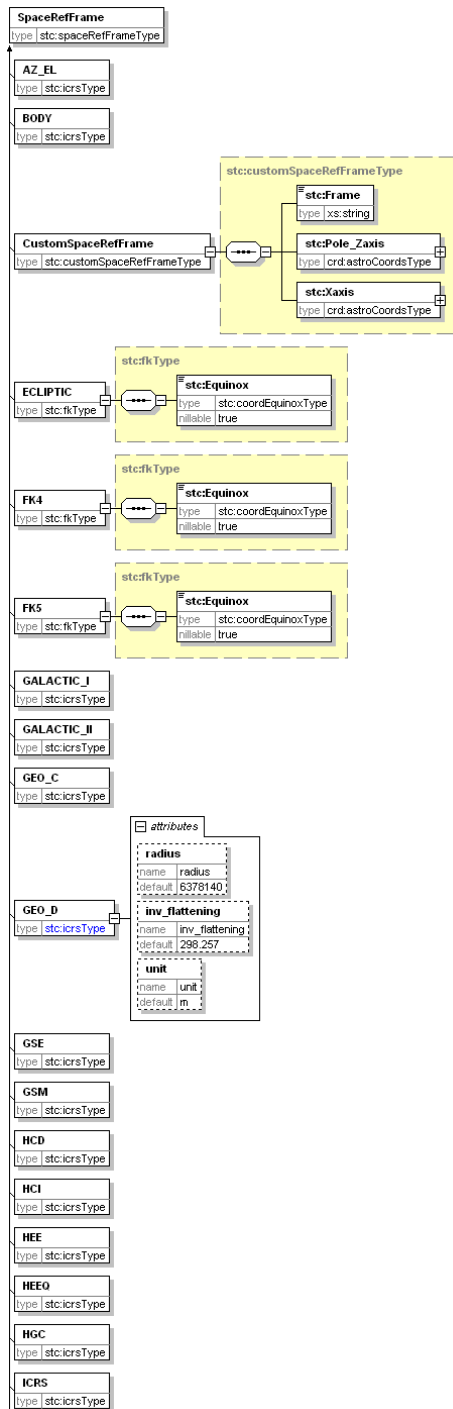 SpaceRefFrame
type stc:spaceRefFrameType
AZ_EL
type stc:icrsType
BODY
type stc:icrsType
stc:customSpaceRefFrameType
stc:Frame
type xs:string
CustomSpaceRefFrame
type stc:customSpaceRefFrameType
stc:Pole_Zaxis
type crd:astroCoordsType
stc:Xaxis
type crd:astroCoordsType
stc:fkType
ECLIPTIC
type stc:fkType
stc:Equinox
type stc:coordEquinoxType
nillable true
stc:fkType
FK4
type stc:fkType
stc:Equinox
type stc:coordEquinoxType
nillable true
stc:fkType
FK5
type stc:fkType
stc:Equinox
type stc:coordEquinoxType
nillable true
GALACTIC_I
type stc:icrsType
GALACTIC_II
type stc:icrsType
GEO_C
type stc:icrsType
attributes
radius
name radius
default 6378140
GEO_D
type stc:icrsType
inv_flattening
name inv_flattening
default 298.257
unit
name unit
default m
GSE
type stc:icrsType
GSM
type stc:icrsType
HCD
type stc:icrsType
HCI
type stc:icrsType
HEE
type stc:icrsType
HEEQ
type stc:icrsType
HGC
type stc:icrsType
ICRS
type stc:icrsType